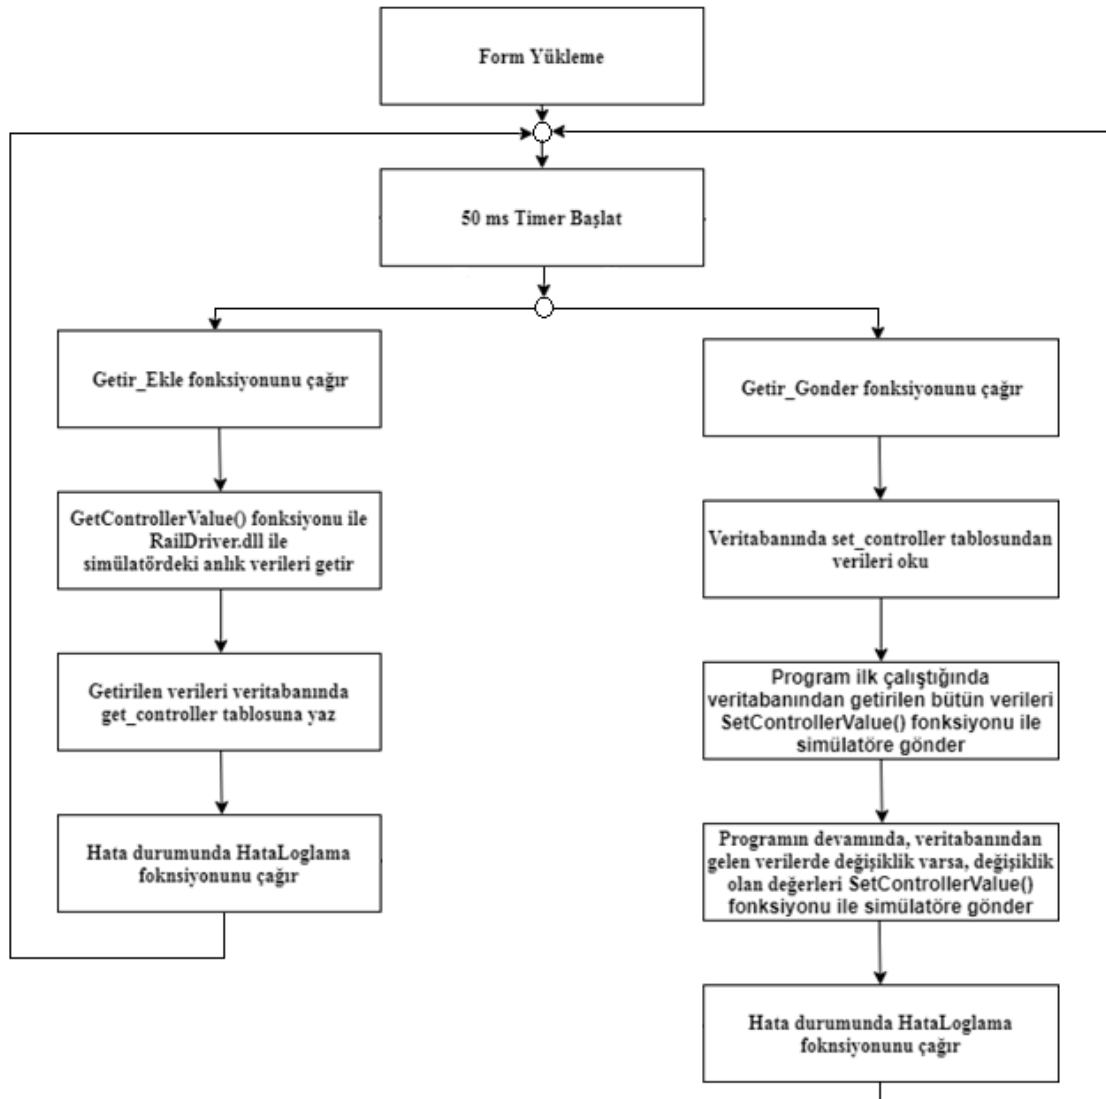 Form Yükleme
50 ms Timer Başlat
Getir_Ekle fonksiyonunu çağır
GetControllerValue() fonksiyonu ile
RailDriver.dll ile
simülatördeki anlık verileri getir
Getirilen verileri veritabanında
get_controller tablosuna yaz
Hata durumunda HataLoglama
foknsiyonunu çağır
Getir_Gonder fonksiyonunu çağır
Veritabanında set_controller tablosundan
verileri oku
Program ilk çalıştığında
veritabanından getirilen bütün verileri
SetControllerValue() fonksiyonu ile
simülatöre gönder
Programın devamında, veritabanından
gelen verilerde değişiklik varsa, değişiklik
olan değerleri SetControllerValue()
fonksiyonu ile simülatöre gönder
Hata durumunda HataLoglama
foknsiyonunu çağır